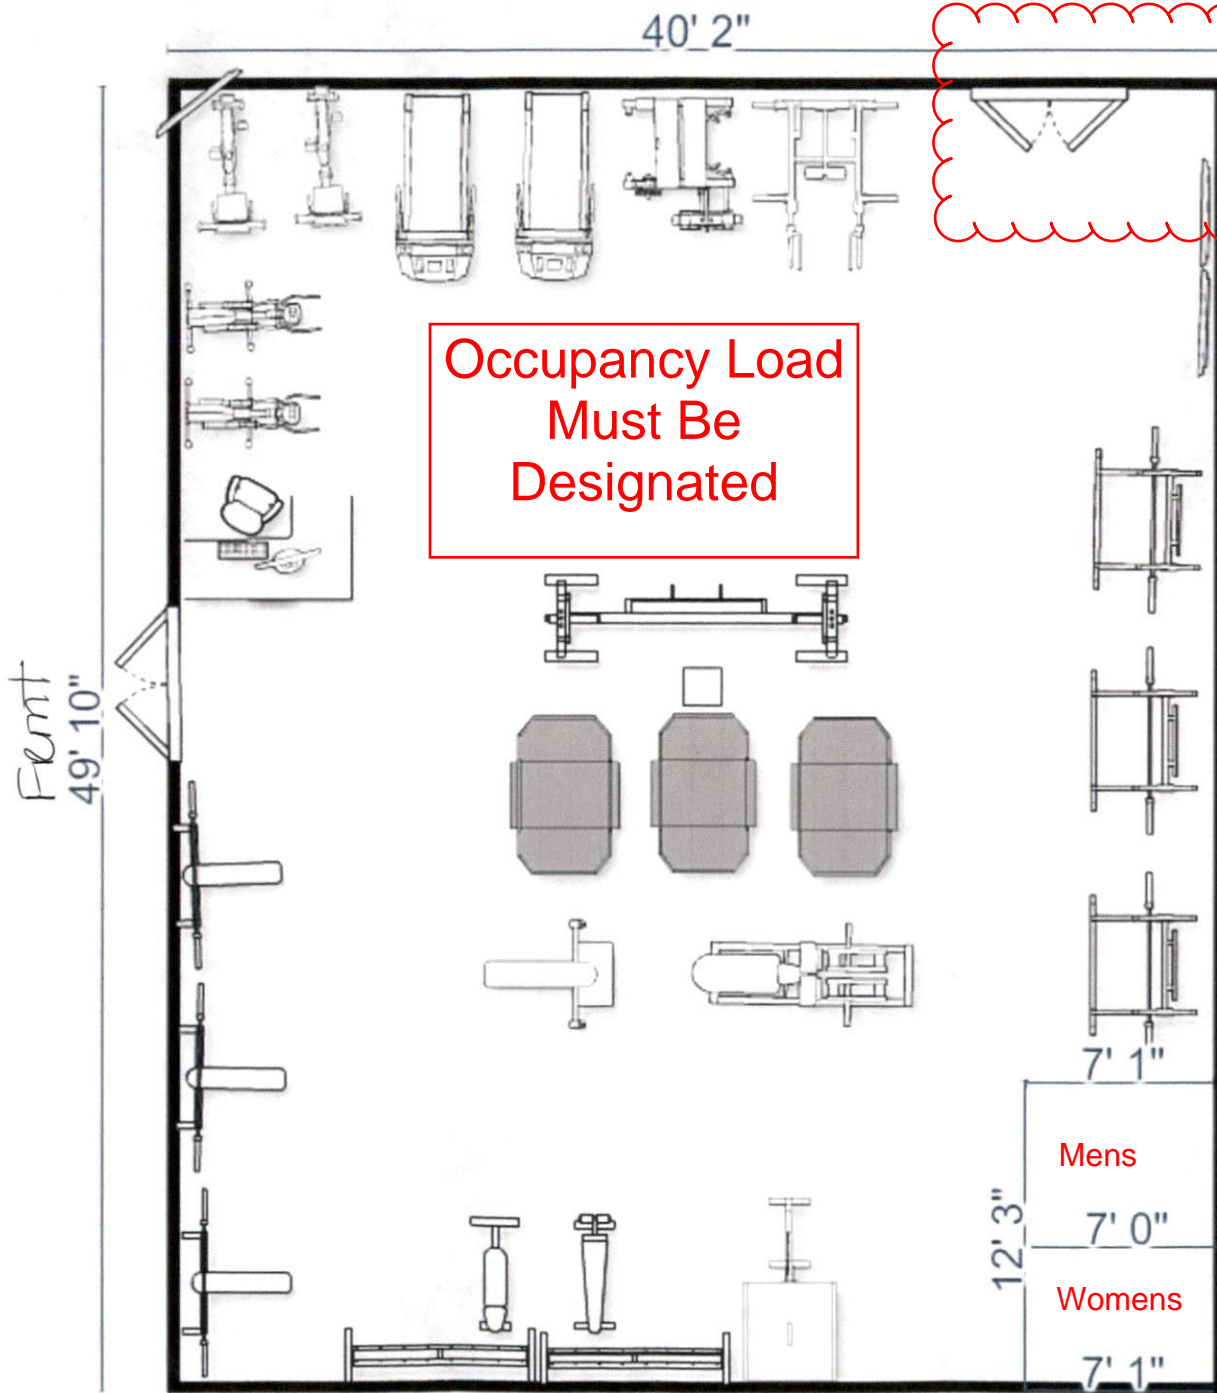 40' 2"
Occupancy Load
Must Be
Designated
Front
49' 10"
7' 1"
Mens
12' 3"
7' 0"
Womens
7' 1"